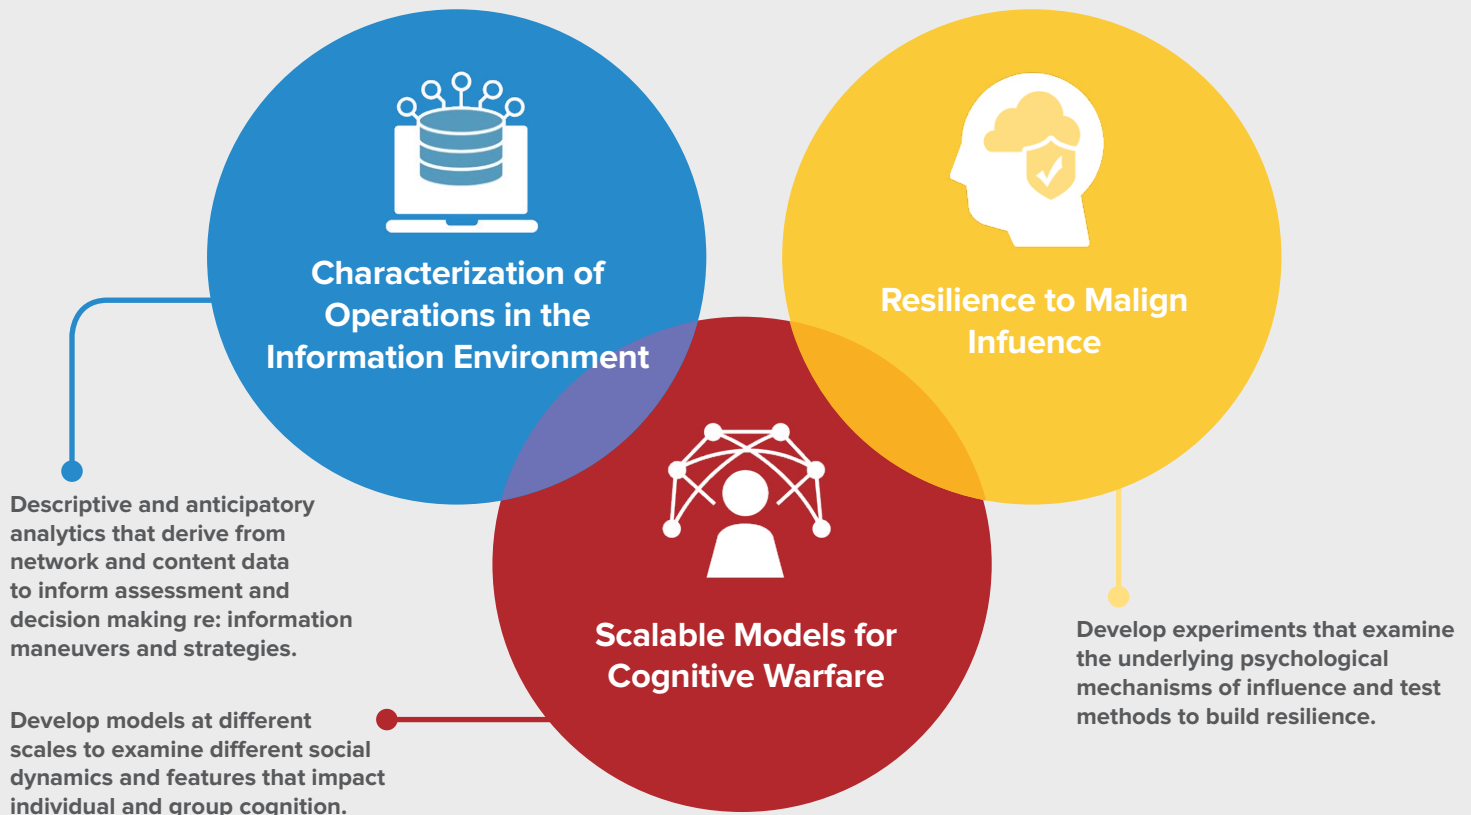 Characterization of
Operations in the
Information Environment
Resilience to Malign
Infuence
Scalable Models for
Cognitive Warfare
Descriptive and anticipatory
analytics that derive from
network and content data
to inform assessment and
decision making re: information
maneuvers and strategies.
Develop models at different
scales to examine different social
dynamics and features that impact
individual and group cognition.
Develop experiments that examine
the underlying psychological
mechanisms of influence and test
methods to build resilience.